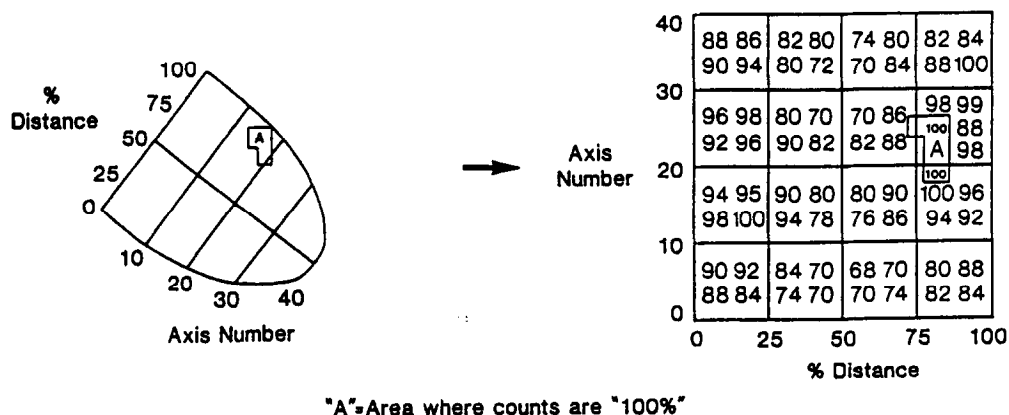 %
Distance
100
75
50
25
0
10
20
30
40
A
Axis Number
Axis
Number
40
30
20
10
0
88 86 82 80 74 80 82 84
90 94 80 72 70 84 88 100
96 98 80 70 70 86 98 99
100 88
92 96 90 82 82 88 A 98
100
94 95 90 80 80 90 100 96
98 100 94 78 76 86 94 92
90 92 84 70 68 70 80 88
88 84 74 70 70 74 82 84
0 25 50 75 100
% Distance
"A"=Area where counts are "100%"